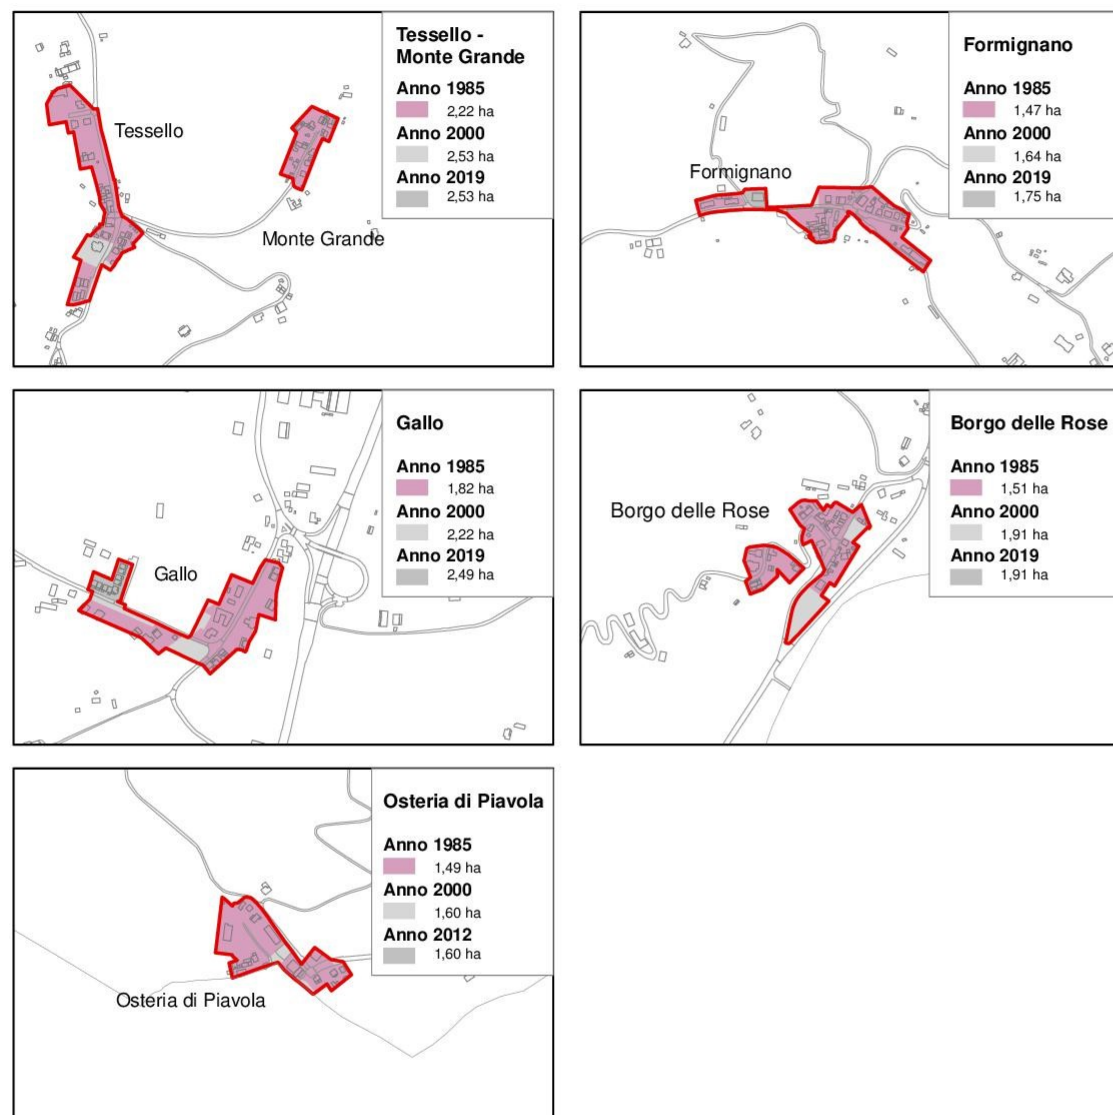 Tessello -
Monte Grande
Anno 1985
2,22 ha
Anno 2000
2,53 ha
Anno 2019
2,53 ha
Tessello
Monte Grande
Formignano
Anno 1985
1,47 ha
Anno 2000
1,64 ha
Anno 2019
1,75 ha
Formignano
Gallo
Anno 1985
1,82 ha
Anno 2000
2,22 ha
Anno 2019
2,49 ha
Gallo
Borgo delle Rose
Anno 1985
1,51 ha
Anno 2000
1,91 ha
Anno 2019
1,91 ha
Borgo delle Rose
Osteria di Piavola
Anno 1985
1,49 ha
Anno 2000
1,60 ha
Anno 2012
1,60 ha
Osteria di Piavola